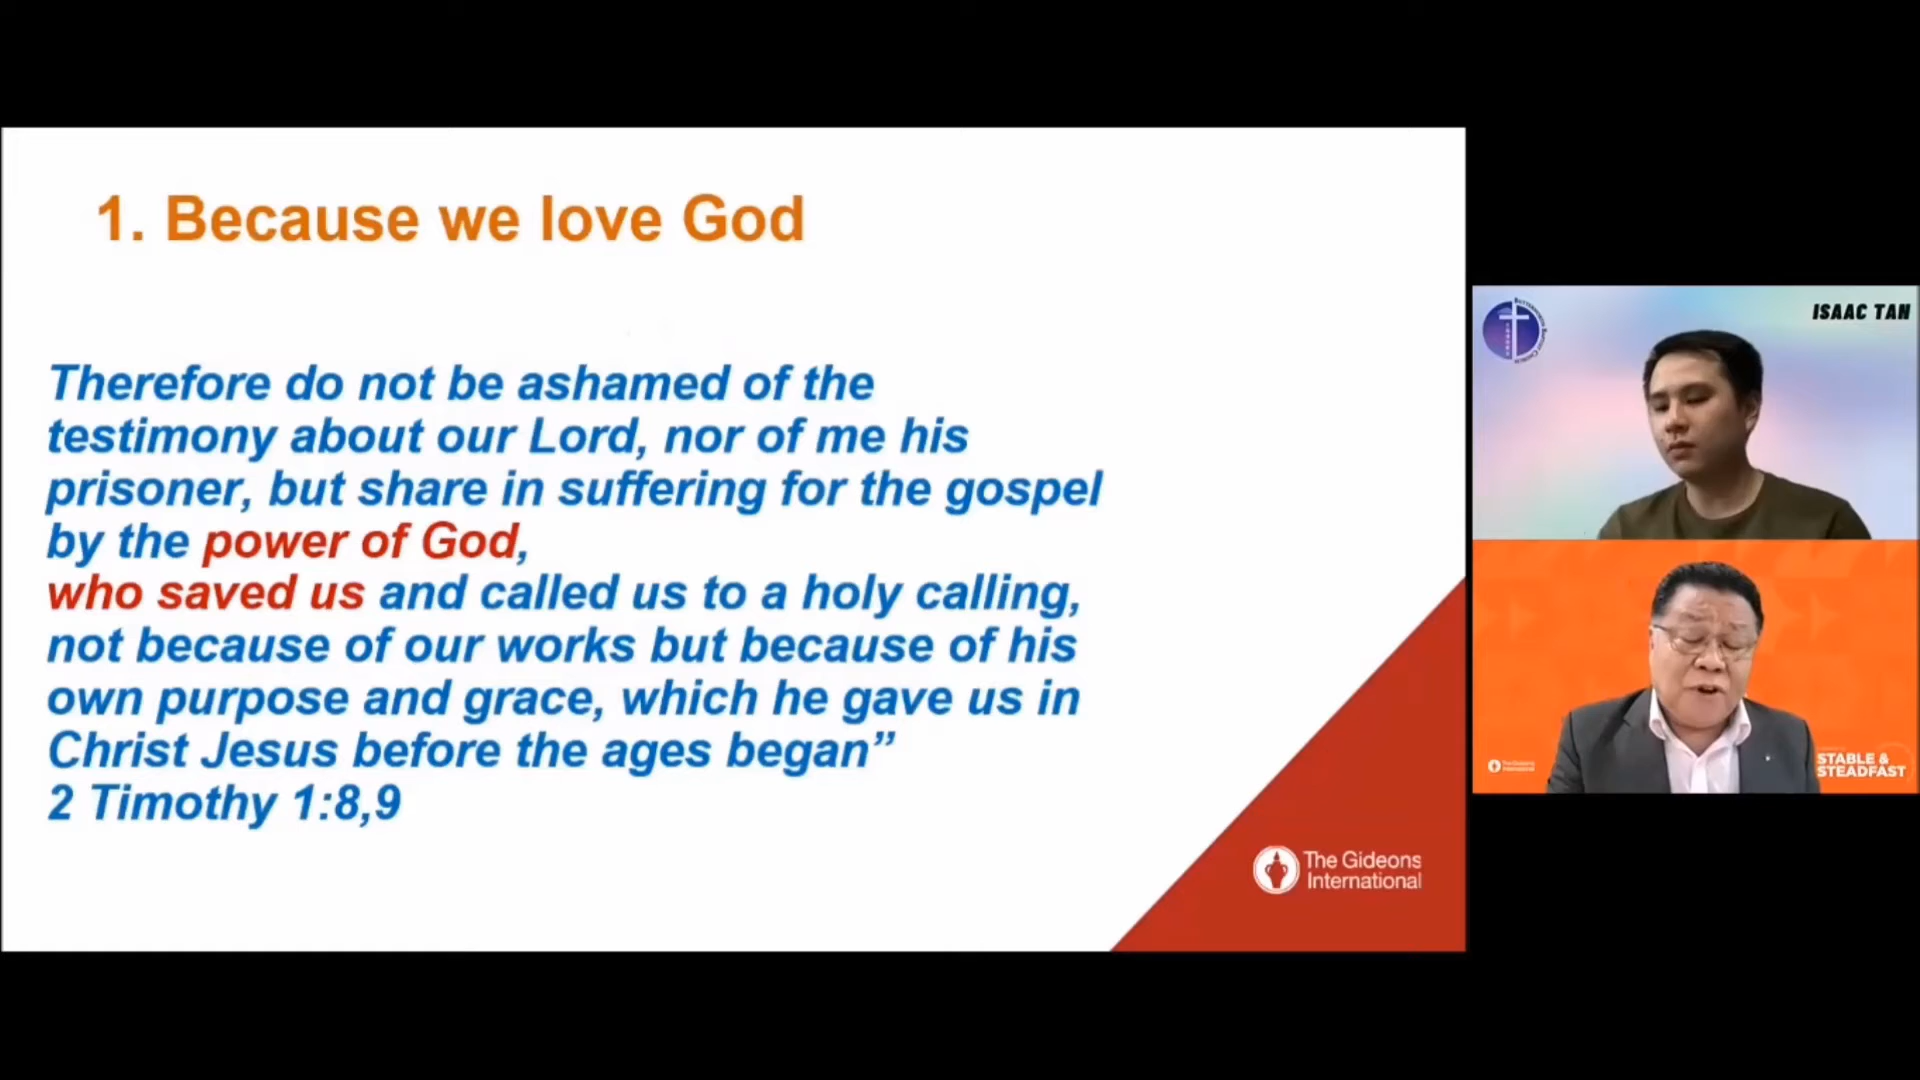 1. Because we love God
Therefore do not be ashamed of the
testimony about our Lord, nor of me his
prisoner, but share in suffering for the gospel
by the power of God,
who saved us and called us to a holy calling,
not because of our works but because of his
own purpose and grace, which he gave us in
Christ Jesus before the ages began”
2 Timothy 1:8,9
The Gideons
International
ISAAC TAN
The Gideons
International
STABLE &
STEADFAST